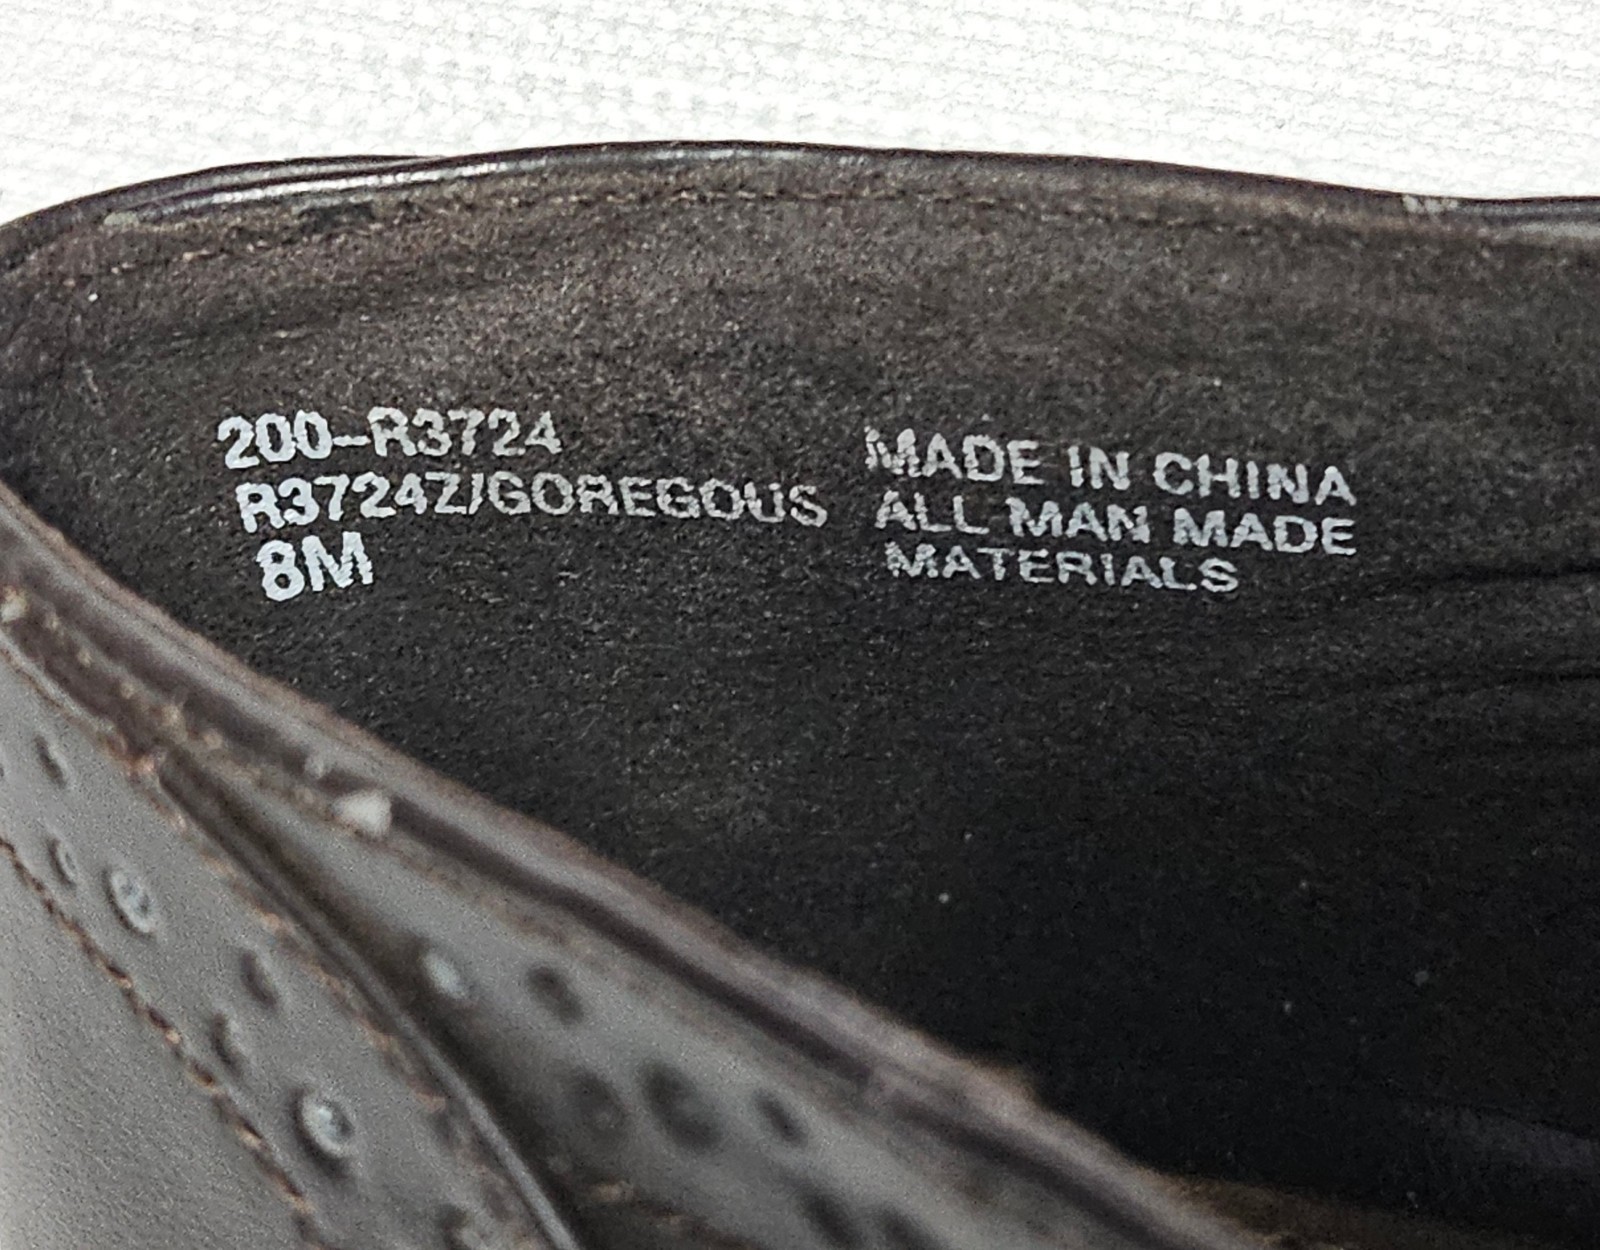 200-R3724
R3724Z/GOREGOUS
8M
MADE IN CHINA
ALL MAN MADE
MATERIALS